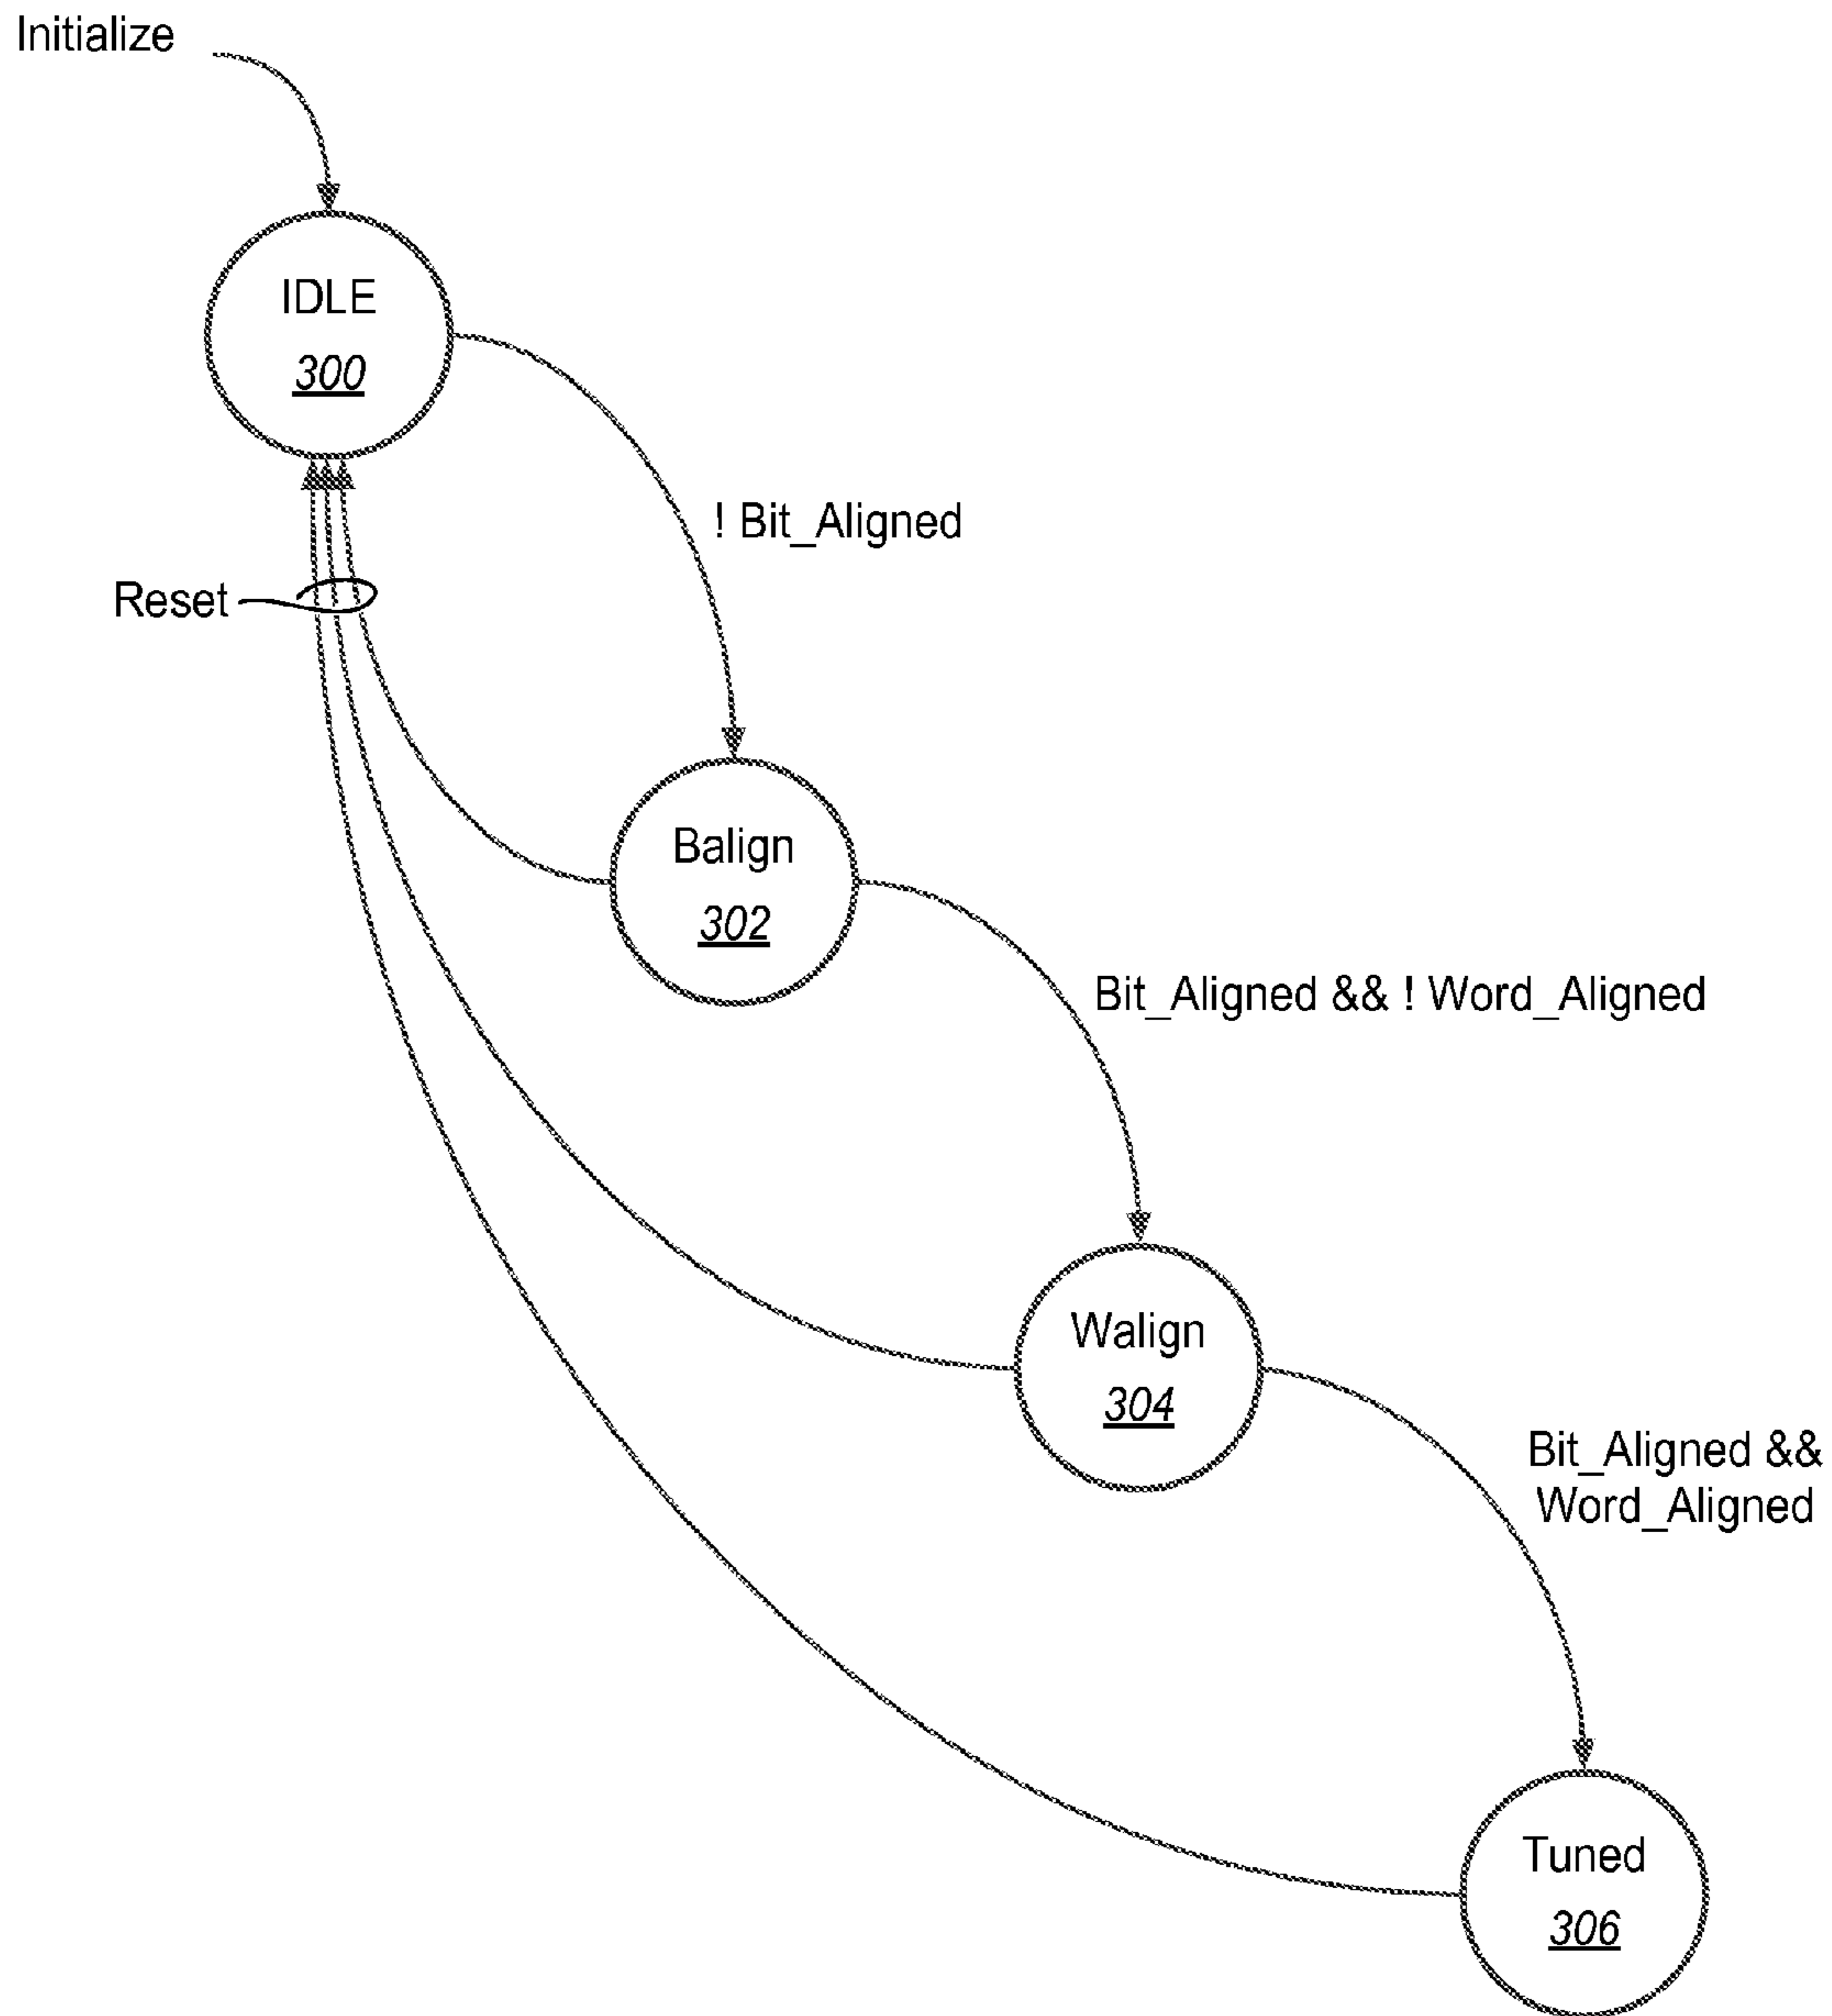 Initialize
IDLE
300
! Bit_Aligned
Reset
Balign
302
Bit_Aligned && ! Word_Aligned
Walign
304
Bit_Aligned &&
Word_Aligned
Tuned
306